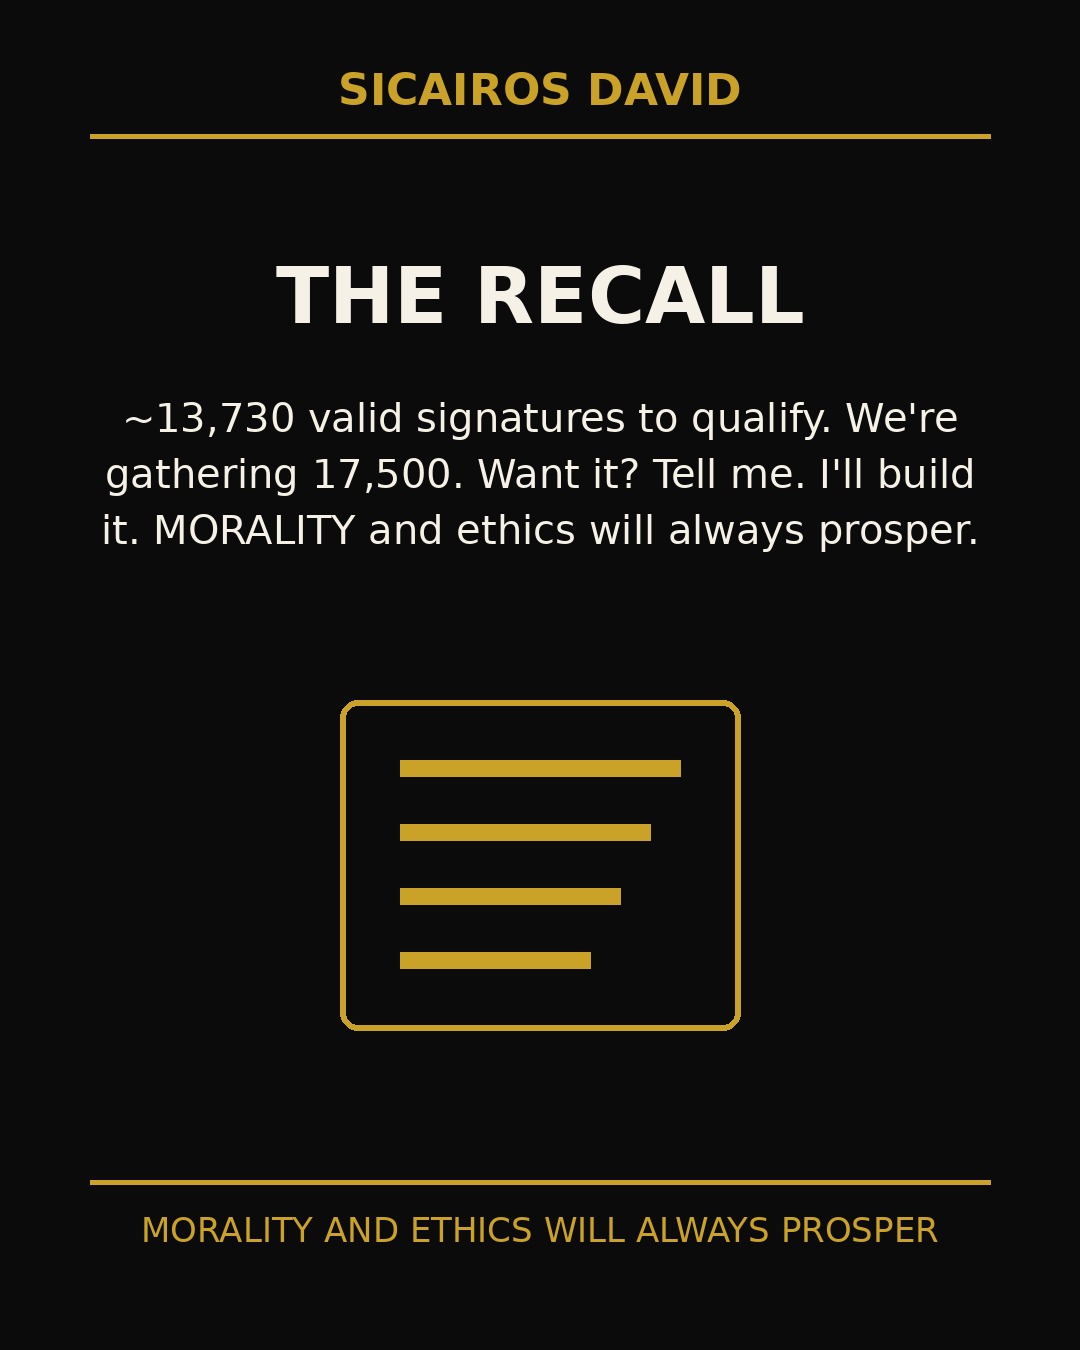 SICAIROS DAVID
THE RECALL
~13,730 valid signatures to qualify. We're
gathering 17,500. Want it? Tell me. I'll build
it. MORALITY and ethics will always prosper.
MORALITY AND ETHICS WILL ALWAYS PROSPER